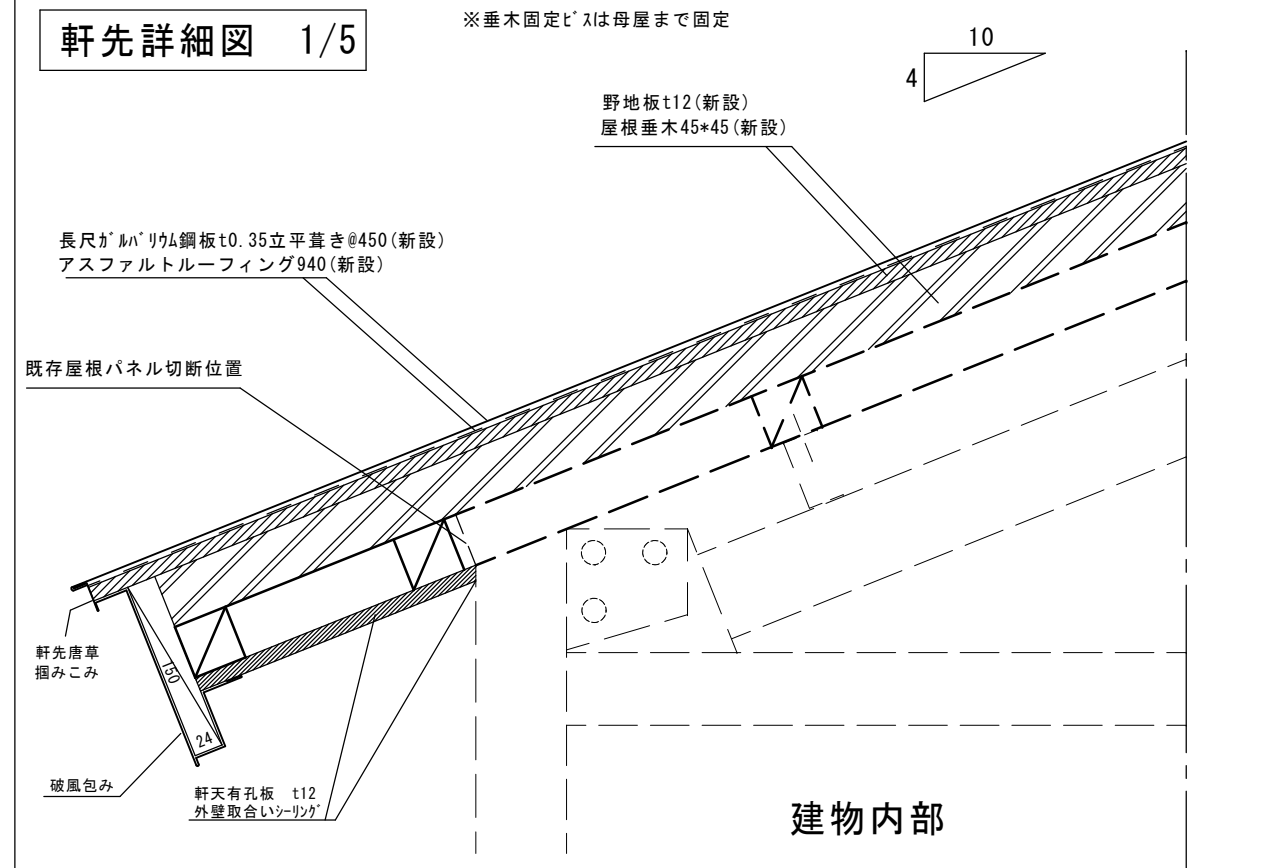 軒先詳細図 1/5
※垂木固定ﾋﾞｽは母屋まで固定
10
4
野地板t12(新設)
屋根垂木45*45(新設)
長尺ｶﾞﾙﾊﾞﾘｳﾑ鋼板t0.35立平葺き@450(新設)
アスファルトルーフィング940(新設)
既存屋根パネル切断位置
軒先唐草
掴みこみ
150
24
破風包み
軒天有孔板 t12
外壁取合いｼｰﾘﾝｸﾞ
建物内部